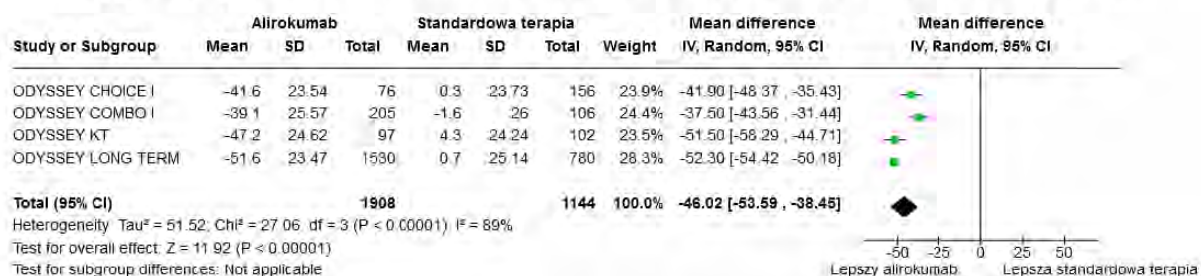 Alirokumab Standardowa terapia Mean difference Mean difference
Study or Subgroup Mean SD Total Mean SD Total Weight IV, Random, 95% CI IV, Random, 95% CI
ODYSSEY CHOICE I -41.6 23.54 76 0.3 23.73 156 23.9% -41.90 [-48.37 , -35.43]
ODYSSEY COMBO I -39.1 25.57 205 -1.6 26 106 24.4% -37.50 [-43.56 , -31.44]
ODYSSEY KT -47.2 24.62 97 4.3 24.24 102 23.5% -51.50 [-58.29 , -44.71]
ODYSSEY LONG TERM -51.6 23.47 1530 0.7 25.14 780 28.3% -52.30 [-54.42 , -50.18]
Total (95% CI) 1908 1144 100.0% -46.02 [-53.59 , -38.45]
Heterogeneity: Tau² = 51.52; Chi² = 27.06, df = 3 (P < 0.00001); I² = 89%
Test for overall effect: Z = 11.92 (P < 0.00001)
Test for subgroup differences: Not applicable
-50 -25 0 25 50
Lepszy alirokumab Lepsza standardowa terapia